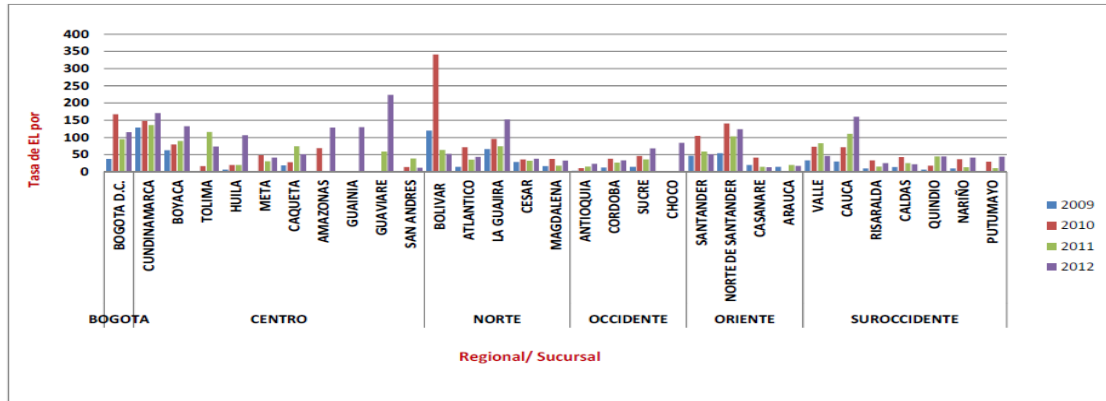 Tasa de EL por
400
350
300
250
200
150
100
50
0
BOGOTA D.C.
CUNDINAMARCA
BOYACA
TOLIMA
HUILA
META
CAQUETA
AMAZONAS
GUAINIA
GUAVIARE
SAN ANDRES
BOLIVAR
ATLANTICO
LA GUAJIRA
CESAR
MAGDALENA
ANTIOQUIA
CORDOBA
SUCRE
CHOCO
SANTANDER
NORTE DE SANTANDER
CASANARE
ARAUCA
VALLE
CAUCA
RISARALDA
CALDAS
QUINDIO
NARIÑO
PUTUMAYO
BOGOTA
CENTRO
NORTE
OCCIDENTE
ORIENTE
SUROCCIDENTE
Regional/ Sucursal
2009
2010
2011
2012